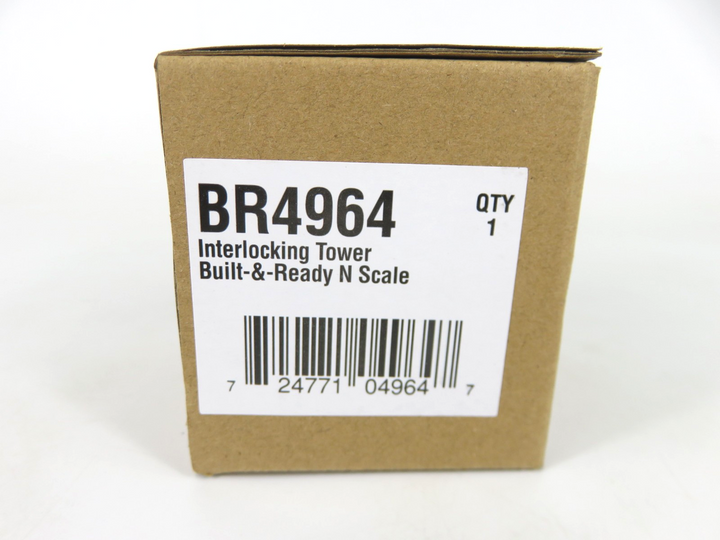 BR4964
QTY
1
Interlocking Tower
Built-&-Ready N Scale
7 24771 04964 7